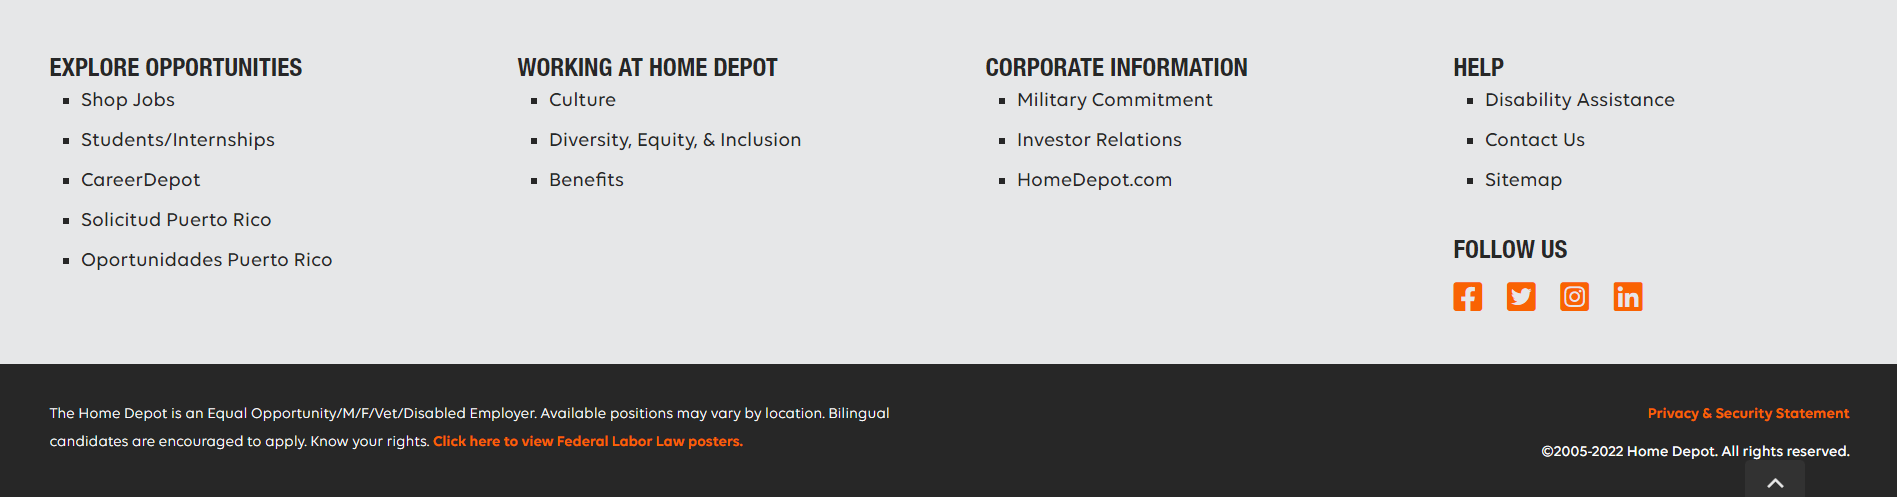 EXPLORE OPPORTUNITIES
Shop Jobs
Students/Internships
CareerDepot
Solicitud Puerto Rico
Oportunidades Puerto Rico
WORKING AT HOME DEPOT
Culture
Diversity, Equity, & Inclusion
Benefits
CORPORATE INFORMATION
Military Commitment
Investor Relations
HomeDepot.com
HELP
Disability Assistance
Contact Us
Sitemap
FOLLOW US
The Home Depot is an Equal Opportunity/M/F/Vet/Disabled Employer. Available positions may vary by location. Bilingual
candidates are encouraged to apply. Know your rights. Click here to view Federal Labor Law posters.
Privacy & Security Statement
©2005-2022 Home Depot. All rights reserved.